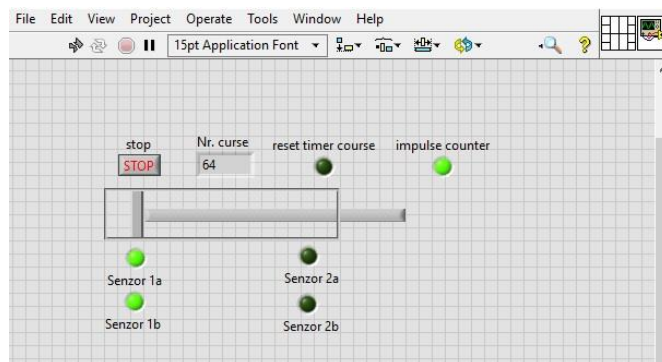 File Edit View Project Operate Tools Window Help
15pt Application Font
stop Nr. curse reset timer course impulse counter
STOP 64
Senzor 1a Senzor 2a
Senzor 1b Senzor 2b